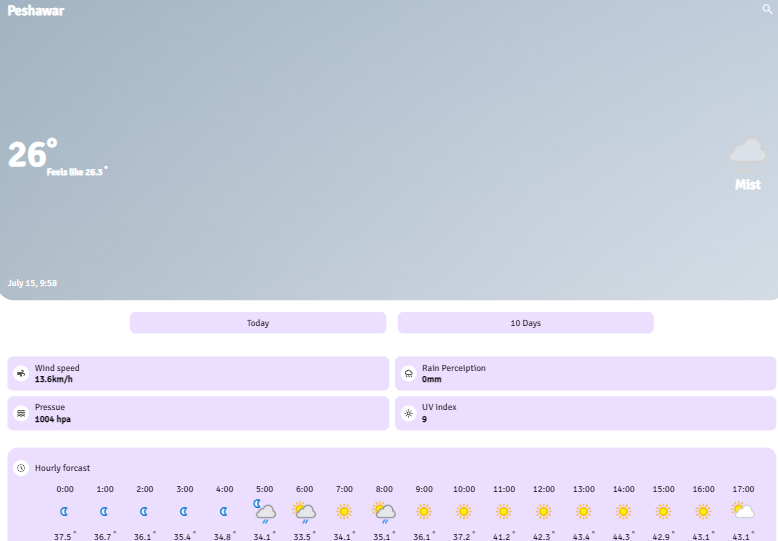 Peshawar
26°
Feels like 26.3°
Mist
July 15, 9:58
Today 10 Days
Wind speed
13.6km/h
Rain Perceiption
0mm
Pressue
1004 hpa
UV Index
9
Hourly forcast
0:00 1:00 2:00 3:00 4:00 5:00 6:00 7:00 8:00 9:00 10:00 11:00 12:00 13:00 14:00 15:00 16:00 17:00
37.5° 36.7° 36.1° 35.4° 34.8° 34.1° 33.5° 34.1° 35.1° 36.1° 37.2° 41.2° 42.3° 43.4° 44.3° 42.9° 43.1° 43.1°